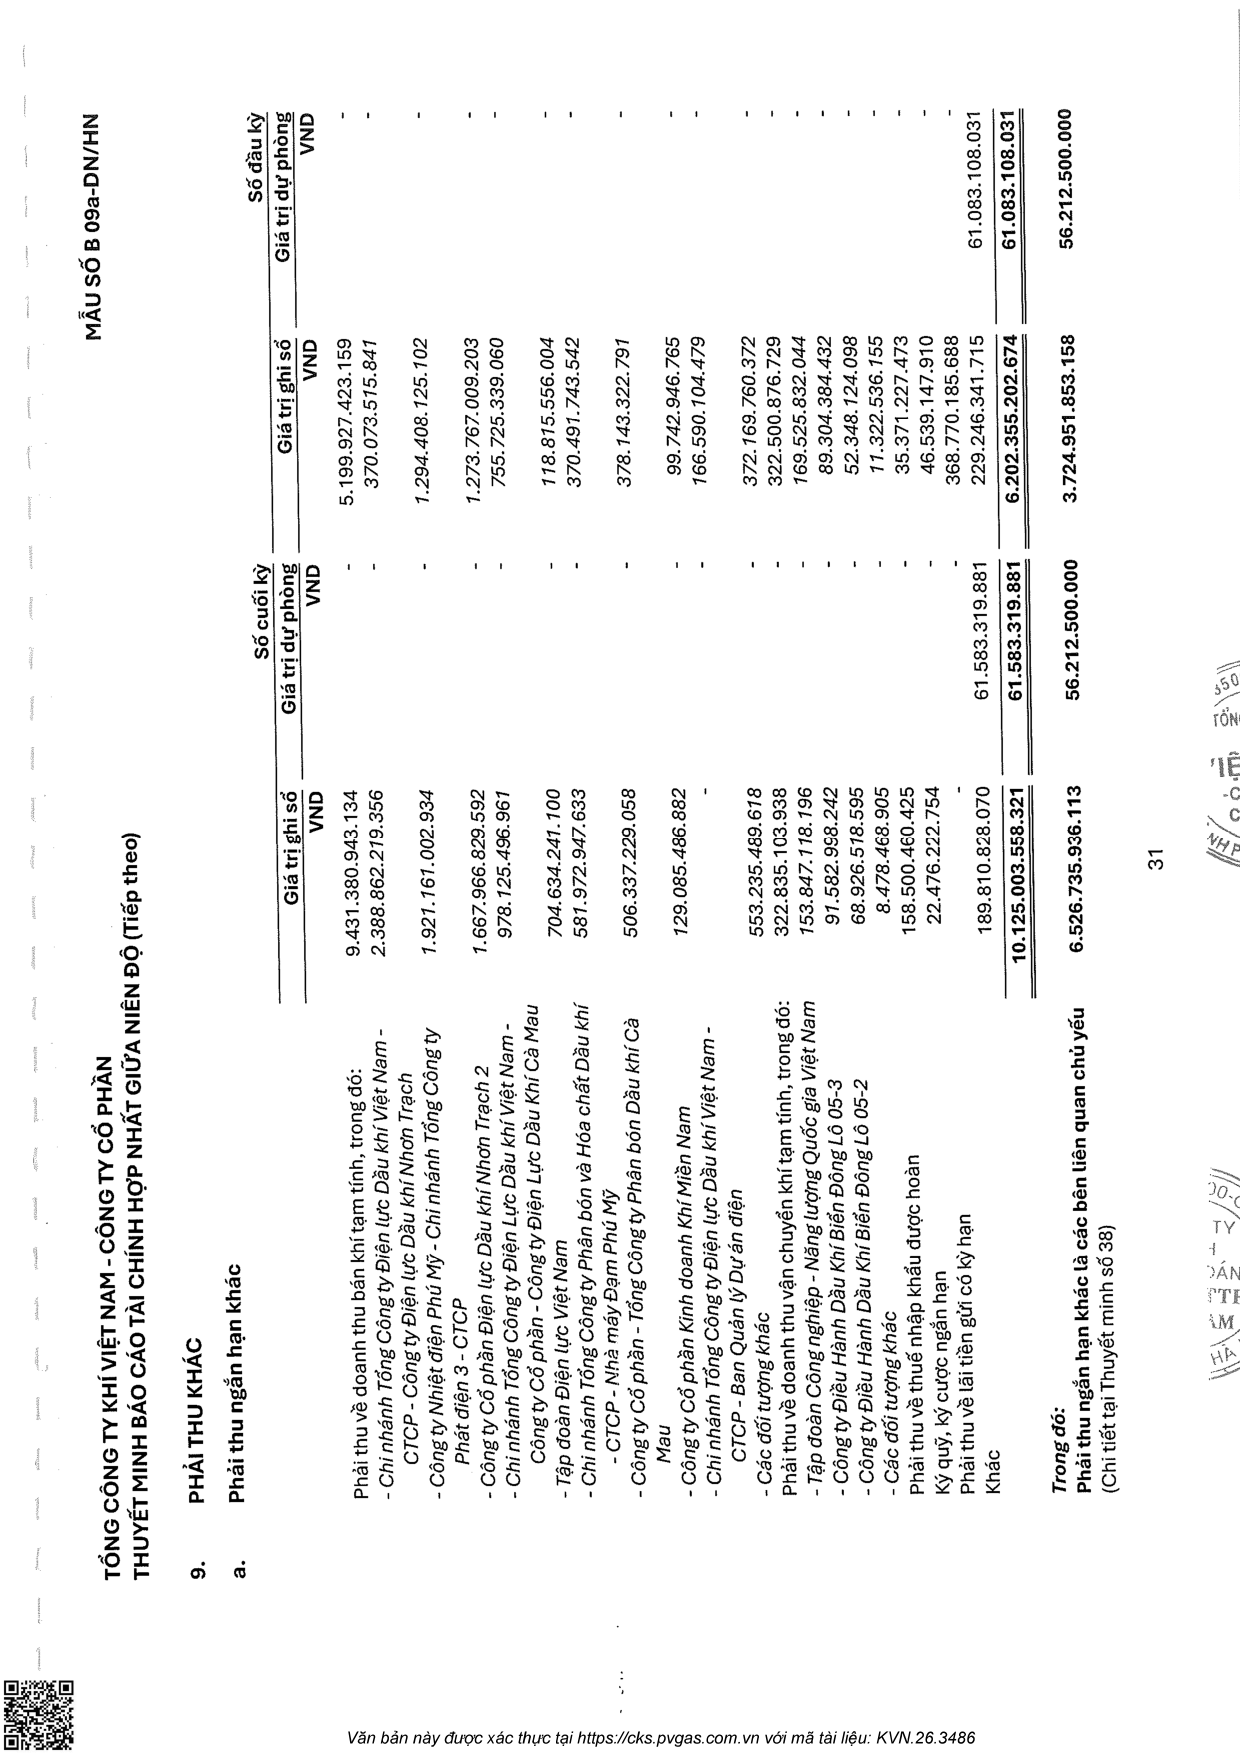 TỔNG CÔNG TY KHÍ VIỆT NAM - CÔNG TY CỔ PHẦN MẪU SỐ B 09a-DN/HN
THUYẾT MINH BÁO CÁO TÀI CHÍNH HỢP NHẤT GIỮA NIÊN ĐỘ (Tiếp theo)
9. PHẢI THU KHÁC
a. Phải thu ngắn hạn khác
Số cuối kỳ Số đầu kỳ
Giá trị ghi sổ Giá trị dự phòng Giá trị ghi sổ Giá trị dự phòng
VND VND VND VND
Phải thu về doanh thu bán khí tạm tính, trong đó: 9.431.380.943.134 - 5.199.927.423.159 -
- Chi nhánh Tổng Công ty Điện lực Dầu khí Việt Nam - 2.388.862.219.356 - 370.073.515.841 -
CTCP - Công ty Điện lực Dầu khí Nhơn Trạch
- Công ty Nhiệt điện Phú Mỹ - Chi nhánh Tổng Công ty 1.921.161.002.934 - 1.294.408.125.102 -
Phát điện 3 - CTCP
- Công ty Cổ phần Điện lực Dầu khí Nhơn Trạch 2 1.667.966.829.592 - 1.273.767.009.203 -
- Chi nhánh Tổng Công ty Điện Lực Dầu khí Việt Nam - 978.125.496.961 - 755.725.339.060 -
Công ty Cổ phần - Công ty Điện Lực Dầu Khí Cà Mau
- Tập đoàn Điện lực Việt Nam 704.634.241.100 - 118.815.556.004 -
- Chi nhánh Tổng Công ty Phân bón và Hóa chất Dầu khí 581.972.947.633 - 370.491.743.542 -
- CTCP - Nhà máy Đạm Phú Mỹ
- Công ty Cổ phần - Tổng Công ty Phân bón Dầu khí Cà 506.337.229.058 - 378.143.322.791 -
Mau
- Công ty Cổ phần Kinh doanh Khí Miền Nam 129.085.486.882 - 99.742.946.765 -
- Chi nhánh Tổng Công ty Điện lực Dầu khí Việt Nam - - - 166.590.104.479 -
CTCP - Ban Quản lý Dự án điện
- Các đối tượng khác 553.235.489.618 - 372.169.760.372 -
Phải thu về doanh thu vận chuyển khí tạm tính, trong đó: 322.835.103.938 - 322.500.876.729 -
- Tập đoàn Công nghiệp - Năng lượng Quốc gia Việt Nam 153.847.118.196 - 169.525.832.044 -
- Công ty Điều Hành Dầu Khí Biển Đông Lô 05-3 91.582.998.242 - 89.304.384.432 -
- Công ty Điều Hành Dầu Khí Biển Đông Lô 05-2 68.926.518.595 - 52.348.124.098 -
- Các đối tượng khác 8.478.468.905 - 11.322.536.155 -
Phải thu về thuế nhập khẩu được hoàn 158.500.460.425 - 35.371.227.473 -
Ký quỹ, ký cược ngắn hạn 22.476.222.754 - 46.539.147.910 -
Phải thu về lãi tiền gửi có kỳ hạn - - 368.770.185.688 -
Khác 189.810.828.070 61.583.319.881 229.246.341.715 61.083.108.031
10.125.003.558.321 61.583.319.881 6.202.355.202.674 61.083.108.031
Trong đó:
Phải thu ngắn hạn khác là các bên liên quan chủ yếu 6.526.735.936.113 56.212.500.000 3.724.951.853.158 56.212.500.000
(Chi tiết tại Thuyết minh số 38)
31
Văn bản này được xác thực tại https://cks.pvgas.com.vn với mã tài liệu: KVN.26.3486